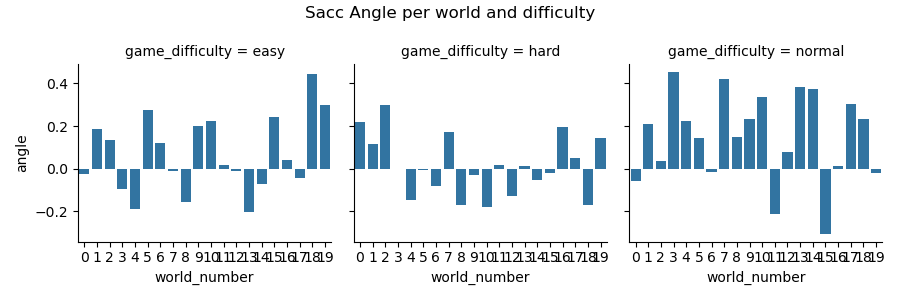 Sacc Angle per world and difficulty
game_difficulty = easy
game_difficulty = hard
game_difficulty = normal
angle
0.4
0.2
0.0
−0.2
0 1 2 3 4 5 6 7 8 9 10 11 12 13 14 15 16 17 18 19
0 1 2 3 4 5 6 7 8 9 10 11 12 13 14 15 16 17 18 19
0 1 2 3 4 5 6 7 8 9 10 11 12 13 14 15 16 17 18 19
world_number
world_number
world_number